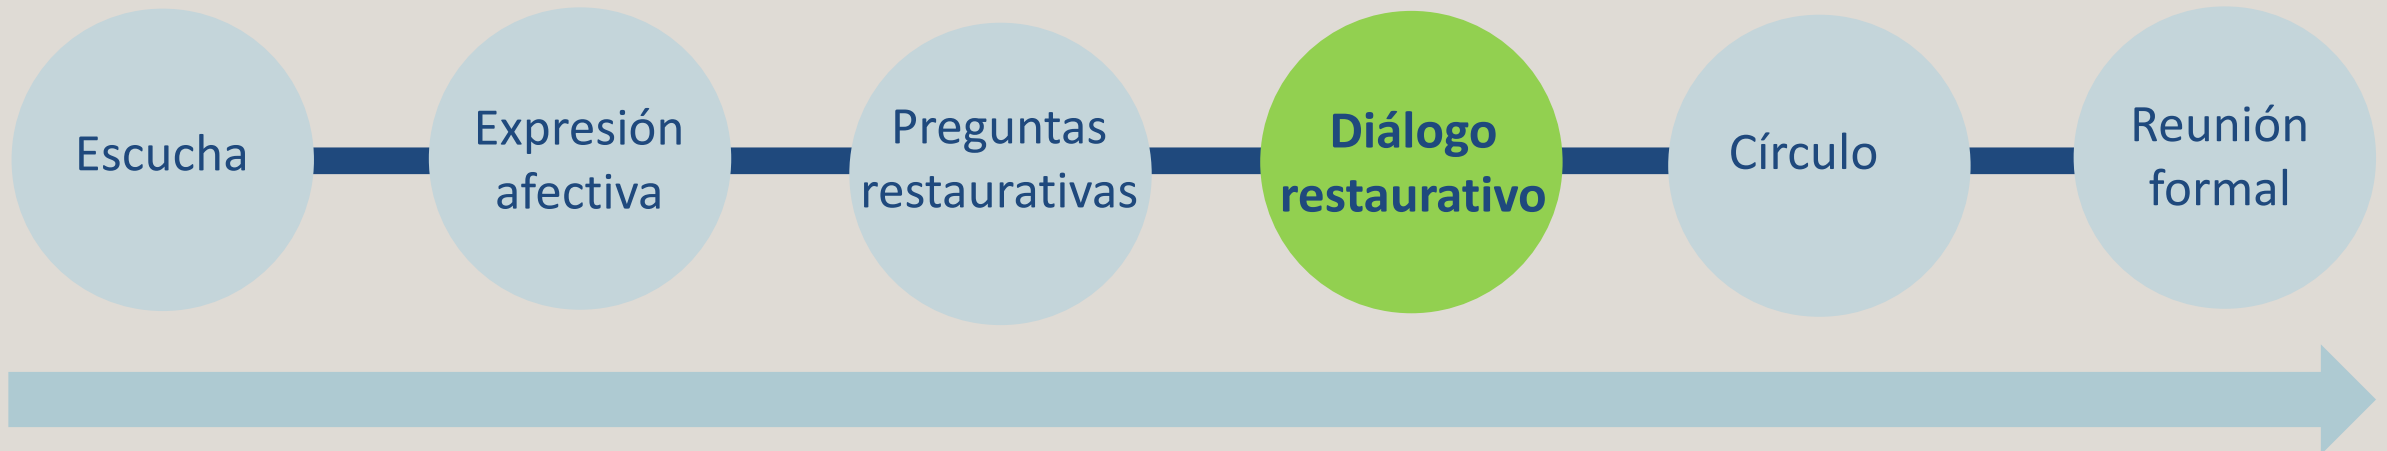 Escucha
Expresión
afectiva
Preguntas
restaurativas
Diálogo
restaurativo
Círculo
Reunión
formal